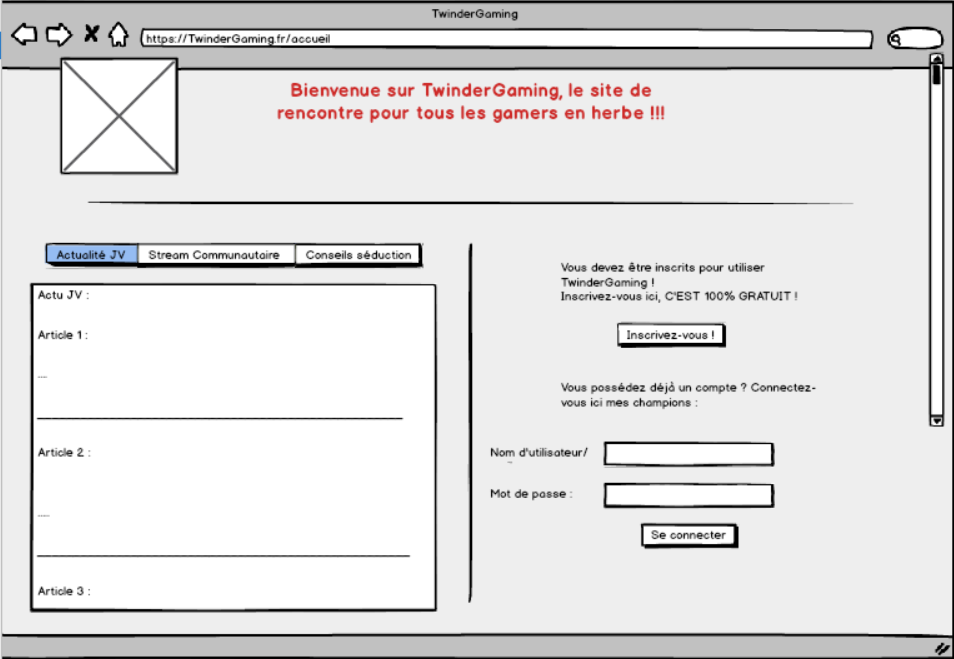 TwinderGaming
https://TwinderGaming.fr/accueil
Bienvenue sur TwinderGaming, le site de
rencontre pour tous les gamers en herbe !!!
Actualité JV
Stream Communautaire
Conseils séduction
Actu JV :
Article 1 :
....
Article 2 :
....
Article 3 :
Vous devez être inscrits pour utiliser
TwinderGaming !
Inscrivez-vous ici, C'EST 100% GRATUIT !
Inscrivez-vous !
Vous possédez déjà un compte ? Connectez-
vous ici mes champions :
Nom d'utilisateur/
Mot de passe :
Se connecter